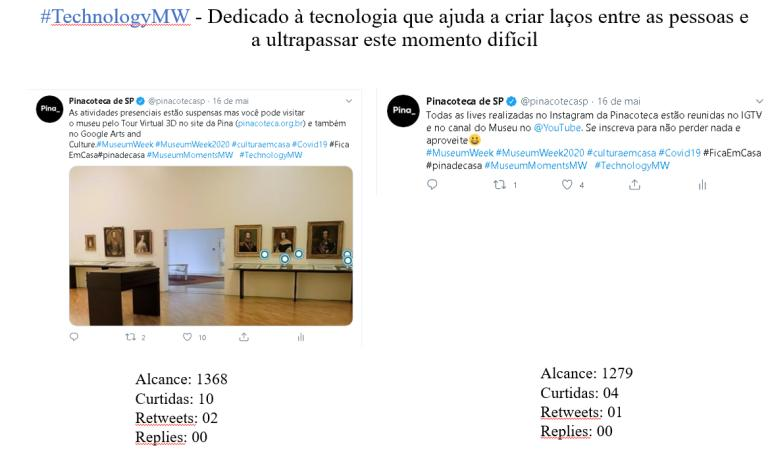 #TechnologyMW - Dedicado à tecnologia que ajuda a criar laços entre as pessoas e
a ultrapassar este momento difícil
Pina_
Pinacoteca de SP @pinacotecasp · 16 de mai
As atividades presenciais estão suspensas mas você pode visitar
o museu pelo Tour Virtual 3D no site da Pina (pinacoteca.org.br) e também
no Google Arts and
Culture.#MuseumWeek #MuseumWeek2020 #culturaemcasa #Covid19 #Fica
EmCasa#pinadecasa #MuseumMomentsMW #TechnologyMW
2 10
Alcance: 1368
Curtidas: 10
Retweets: 02
Replies: 00
Pina_
Pinacoteca de SP @pinacotecasp · 16 de mai
Todas as lives realizadas no Instagram da Pinacoteca estão reunidas no IGTV
e no canal do Museu no @YouTube. Se inscreva para não perder nada e
aproveite😃
#MuseumWeek #MuseumWeek2020 #culturaemcasa #Covid19 #FicaEmCasa
#pinadecasa #MuseumMomentsMW #TechnologyMW
1 4
Alcance: 1279
Curtidas: 04
Retweets: 01
Replies: 00